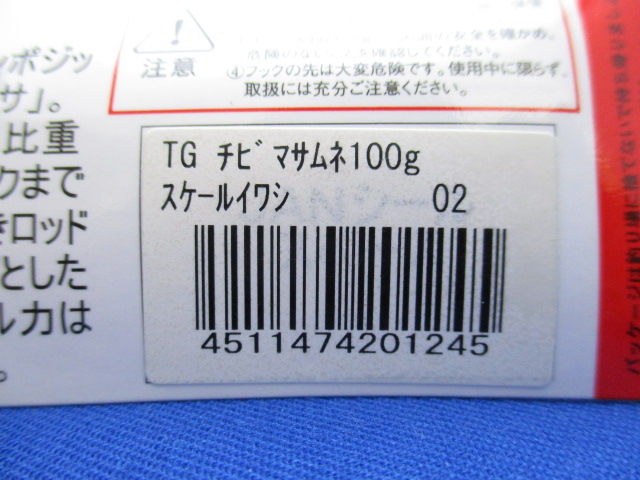 ンポジッ
サ」。
比重
クまで
きロッド
とした
ル力は
。
注意
危険のないことを確認してください。
④フックの先は大変危険です。使用中に限らず、
取扱には充分ご注意ください。
TG チビマサムネ100g
スケールイワシ 02
4511474201245